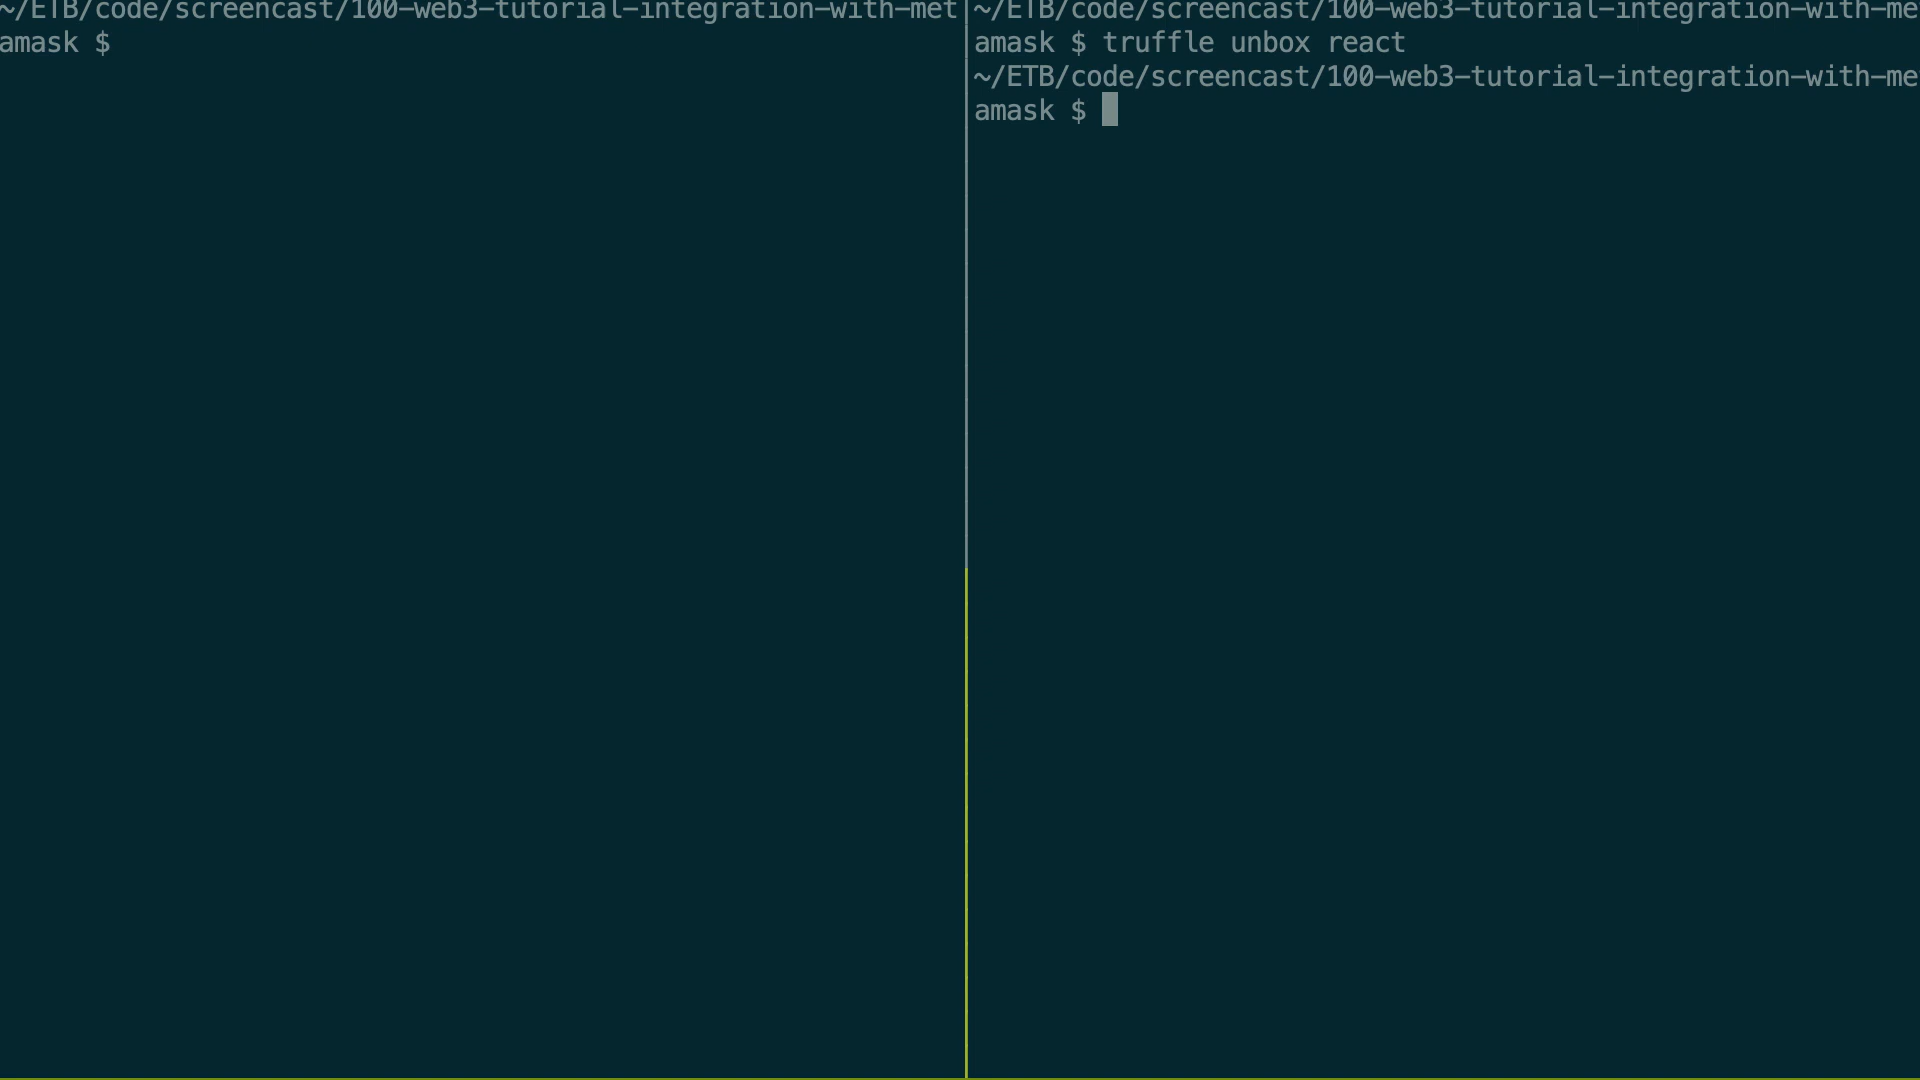 ~/ETB/code/screencast/100-web3-tutorial-integration-with-met
amask $
~/ETB/code/screencast/100-web3-tutorial-integration-with-me
amask $ truffle unbox react
~/ETB/code/screencast/100-web3-tutorial-integration-with-me
amask $